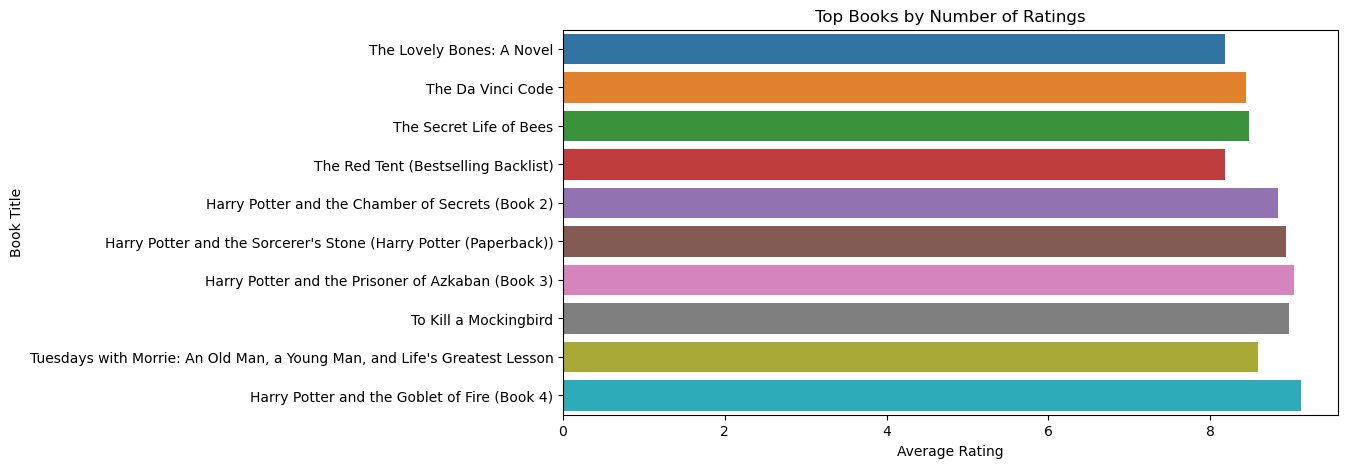 Top Books by Number of Ratings
Book Title
The Lovely Bones: A Novel
The Da Vinci Code
The Secret Life of Bees
The Red Tent (Bestselling Backlist)
Harry Potter and the Chamber of Secrets (Book 2)
Harry Potter and the Sorcerer's Stone (Harry Potter (Paperback))
Harry Potter and the Prisoner of Azkaban (Book 3)
To Kill a Mockingbird
Tuesdays with Morrie: An Old Man, a Young Man, and Life's Greatest Lesson
Harry Potter and the Goblet of Fire (Book 4)
0 2 4 6 8
Average Rating